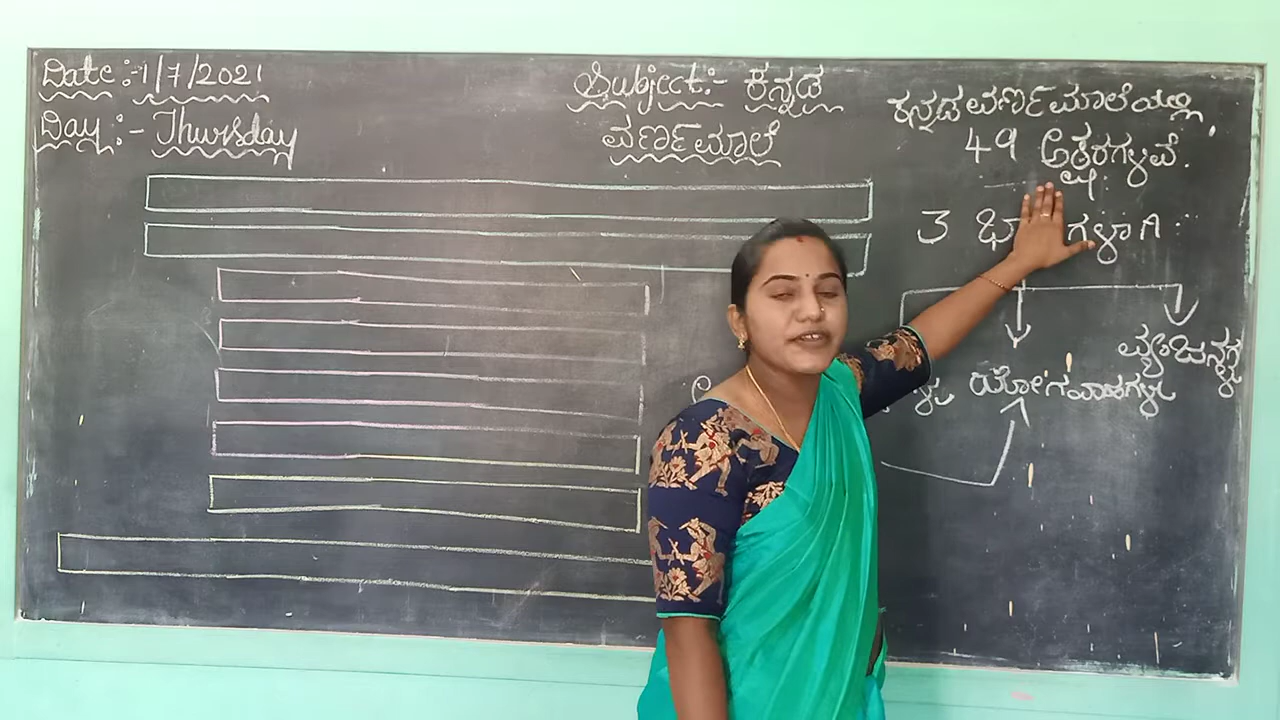 Date :- 1/7/2021
Day :- Thursday
Subject :- ಕನ್ನಡ
ವರ್ಣಮಾಲೆ
ಕನ್ನಡ ವರ್ಣಮಾಲೆಯಲ್ಲಿ
49 ಅಕ್ಷರಗಳಿವೆ.
3
ಯೋಗವಾಹಗಳು